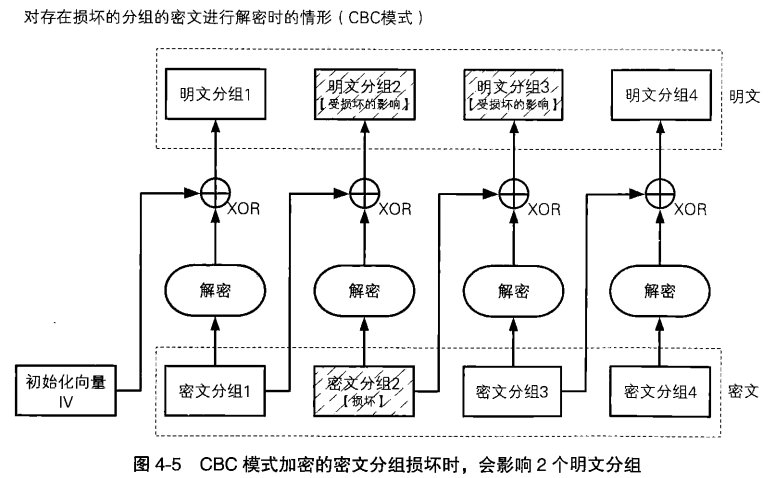 对存在损坏的分组的密文进行解密时的情形（CBC模式）
明文分组1
明文分组2
【受损坏的影响】
明文分组3
【受损坏的影响】
明文分组4
明文
XOR
XOR
XOR
XOR
解密
解密
解密
解密
初始化向量
IV
密文分组1
密文分组2
【损坏】
密文分组3
密文分组4
密文
图 4-5 CBC 模式加密的密文分组损坏时，会影响 2 个明文分组